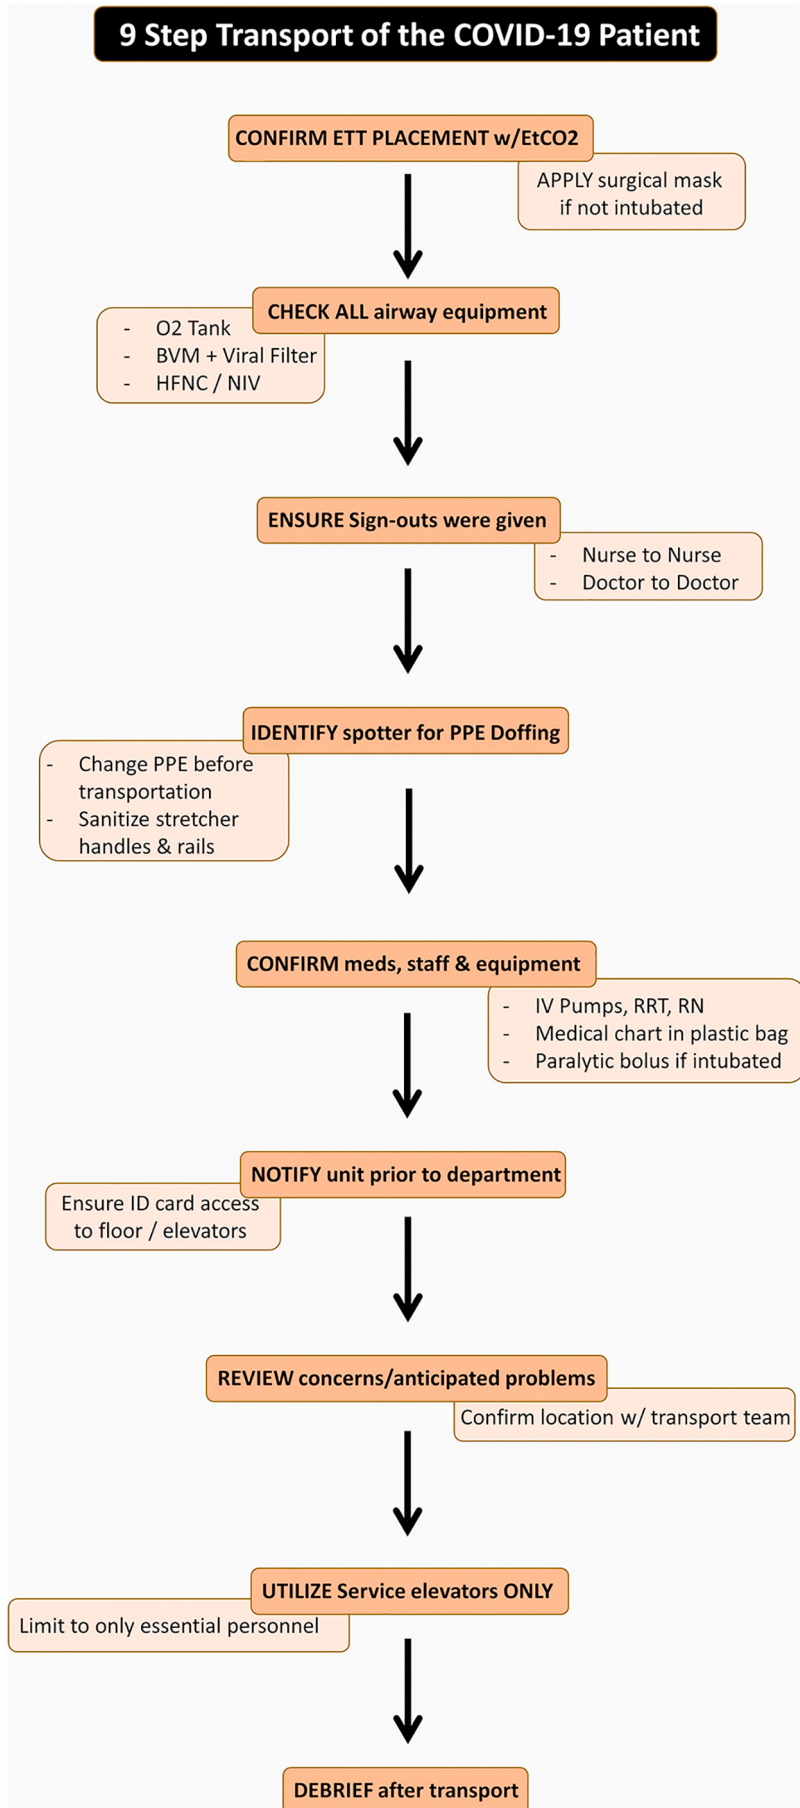 9 Step Transport of the COVID-19 Patient
CONFIRM ETT PLACEMENT w/EtCO2
APPLY surgical mask
if not intubated
CHECK ALL airway equipment
- O2 Tank
- BVM + Viral Filter
- HFNC / NIV
ENSURE Sign-outs were given
- Nurse to Nurse
- Doctor to Doctor
IDENTIFY spotter for PPE Doffing
- Change PPE before
transportation
- Sanitize stretcher
handles & rails
CONFIRM meds, staff & equipment
- IV Pumps, RRT, RN
- Medical chart in plastic bag
- Paralytic bolus if intubated
NOTIFY unit prior to department
Ensure ID card access
to floor / elevators
REVIEW concerns/anticipated problems
Confirm location w/ transport team
UTILIZE Service elevators ONLY
Limit to only essential personnel
DEBRIEF after transport